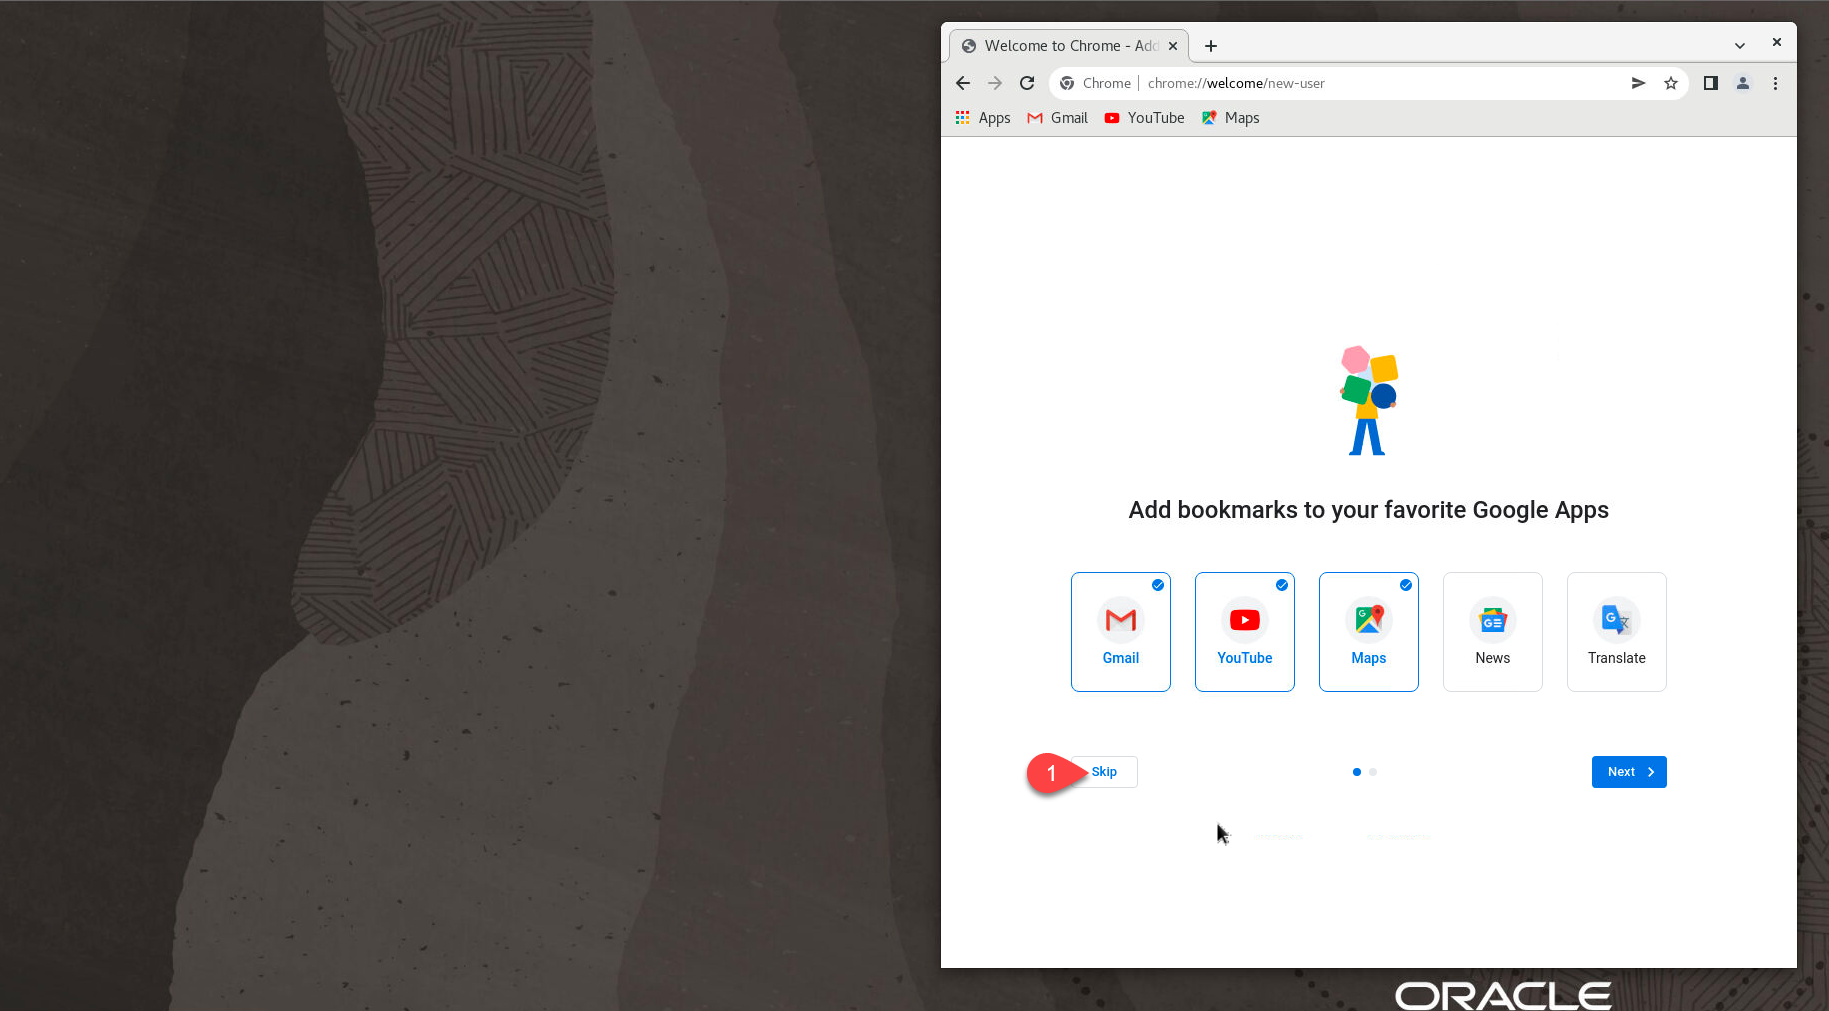 Welcome to Chrome - Add
Chrome | chrome://welcome/new-user
Apps Gmail YouTube Maps
Add bookmarks to your favorite Google Apps
Gmail YouTube Maps News Translate
1 Skip Next
ORACLE